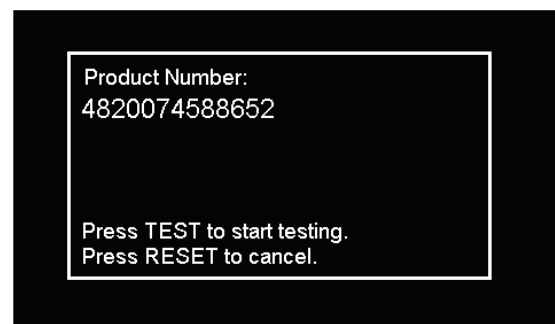 Product Number:
4820074588652
Press TEST to start testing.
Press RESET to cancel.